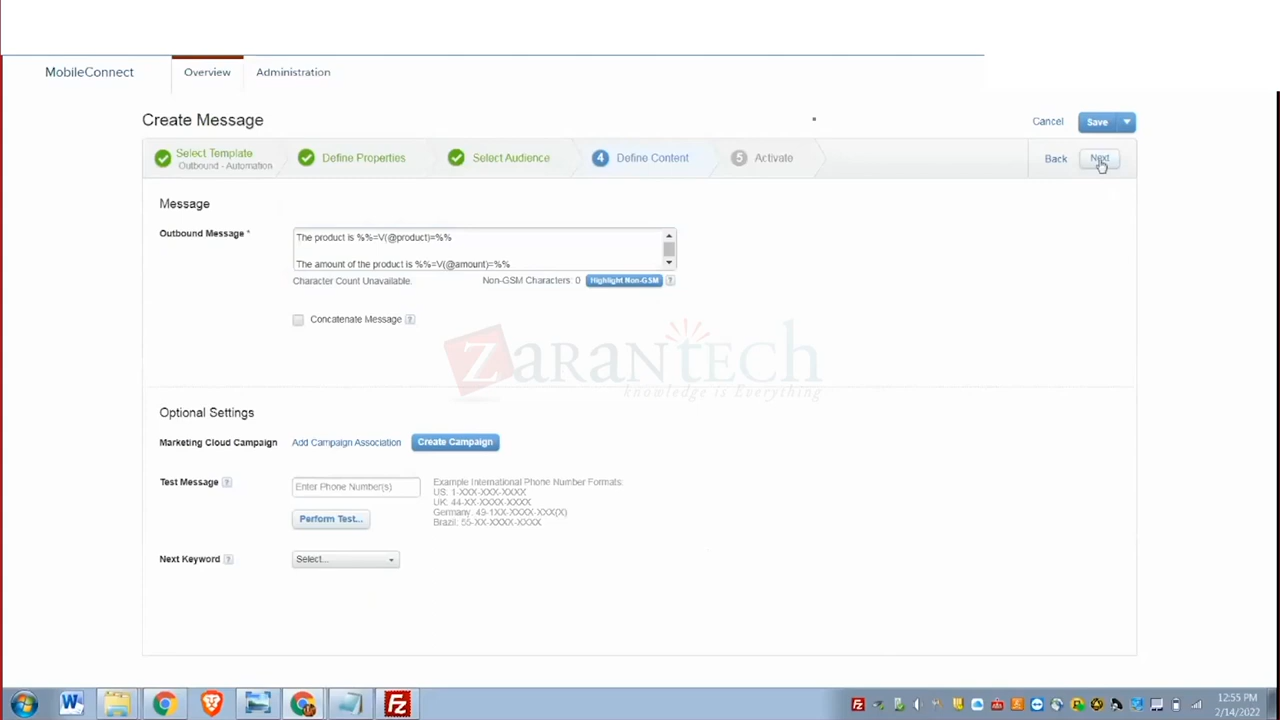 MobileConnect
Overview
Administration
Create Message
Cancel
Save
Select Template
Outbound - Automation
Define Properties
Select Audience
4
Define Content
5
Activate
Back
Next
Message
Outbound Message *
The product is %%=V(@product)=%%
The amount of the product is %%=V(@amount)=%%
Character Count Unavailable.
Non-GSM Characters: 0
Highlight Non-GSM
?
Concatenate Message
?
ZARANTECH
knowledge is Everything
Optional Settings
Marketing Cloud Campaign
Add Campaign Association
Create Campaign
Test Message ?
Enter Phone Number(s)
Example International Phone Number Formats:
US: 1-XXX-XXX-XXXX
UK: 44-XX-XXXX-XXXX
Germany: 49-1XX-XXXX-XXX(X)
Brazil: 55-XX-XXXX-XXXX
Perform Test...
Next Keyword ?
Select...
12:55 PM
2/14/2022